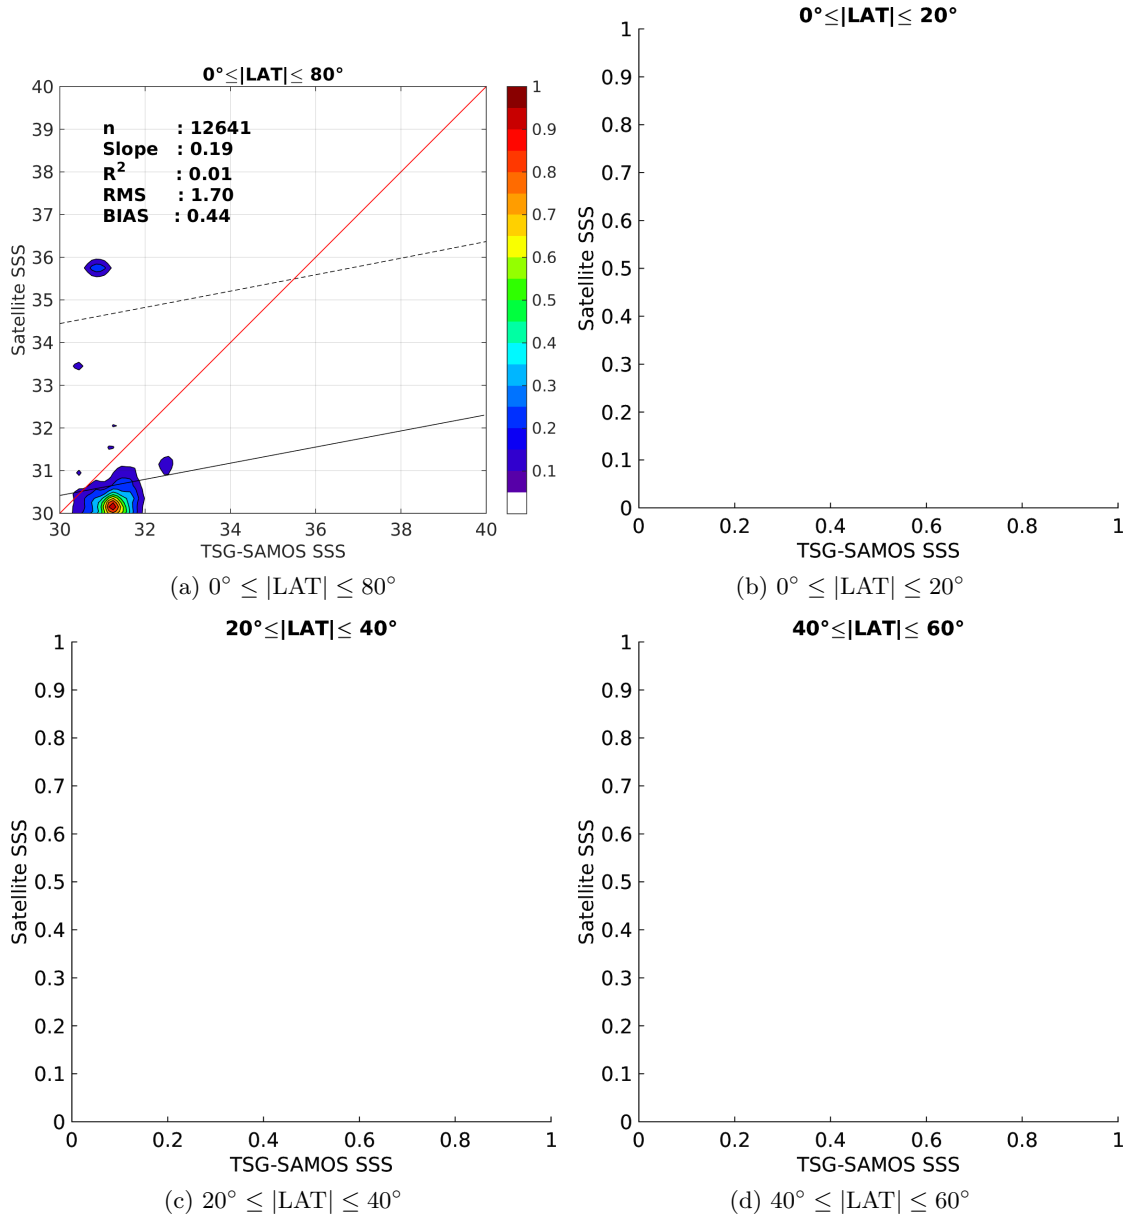 0°≤|LAT|≤ 80°
40
39
38
37
36
35
34
33
32
31
30
Satellite SSS
n : 12641
Slope : 0.19
R² : 0.01
RMS : 1.70
BIAS : 0.44
30 32 34 36 38 40
TSG-SAMOS SSS
1
0.9
0.8
0.7
0.6
0.5
0.4
0.3
0.2
0.1
(a) 0° ≤ |LAT| ≤ 80°
0°≤|LAT|≤ 20°
1
0.9
0.8
0.7
0.6
0.5
0.4
0.3
0.2
0.1
0
Satellite SSS
0 0.2 0.4 0.6 0.8 1
TSG-SAMOS SSS
(b) 0° ≤ |LAT| ≤ 20°
20°≤|LAT|≤ 40°
1
0.9
0.8
0.7
0.6
0.5
0.4
0.3
0.2
0.1
0
Satellite SSS
0 0.2 0.4 0.6 0.8 1
TSG-SAMOS SSS
(c) 20° ≤ |LAT| ≤ 40°
40°≤|LAT|≤ 60°
1
0.9
0.8
0.7
0.6
0.5
0.4
0.3
0.2
0.1
0
Satellite SSS
0 0.2 0.4 0.6 0.8 1
TSG-SAMOS SSS
(d) 40° ≤ |LAT| ≤ 60°